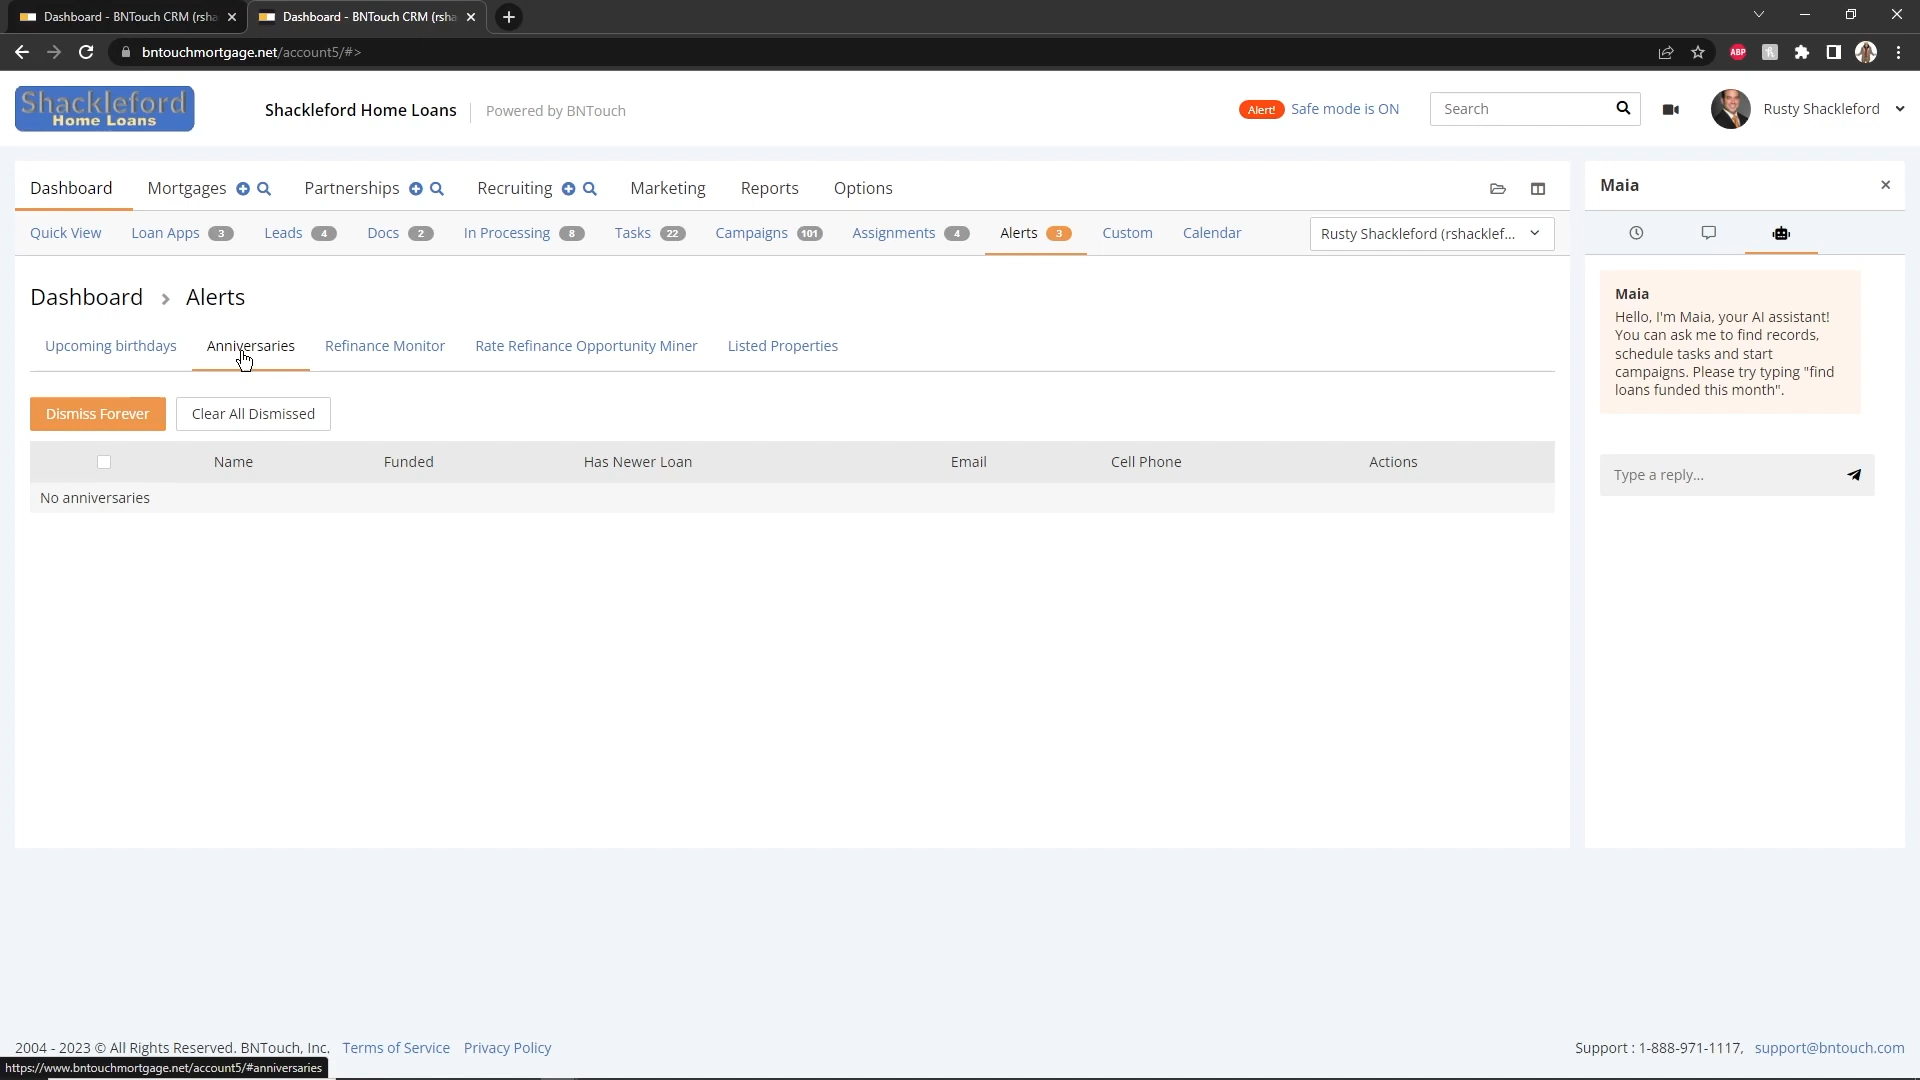 Dashboard - BNTouch CRM (rsha
Dashboard - BNTouch CRM (rsha
bntouchmortgage.net/account5/#>
ABP
Shackleford
Home Loans
Shackleford Home Loans
Powered by BNTouch
Alert!
Safe mode is ON
Search
Rusty Shackleford
Dashboard
Mortgages
Partnerships
Recruiting
Marketing
Reports
Options
Quick View
Loan Apps 3
Leads 4
Docs 2
In Processing 8
Tasks 22
Campaigns 101
Assignments 4
Alerts 3
Custom
Calendar
Rusty Shackleford (rshacklef...
Dashboard > Alerts
Upcoming birthdays
Anniversaries
Refinance Monitor
Rate Refinance Opportunity Miner
Listed Properties
Dismiss Forever
Clear All Dismissed
Name
Funded
Has Newer Loan
Email
Cell Phone
Actions
No anniversaries
Maia
Maia
Hello, I'm Maia, your AI assistant!
You can ask me to find records,
schedule tasks and start
campaigns. Please try typing "find
loans funded this month".
Type a reply...
2004 - 2023 © All Rights Reserved. BNTouch, Inc.
Terms of Service
Privacy Policy
Support : 1-888-971-1117,
support@bntouch.com
https://www.bntouchmortgage.net/account5/#anniversaries